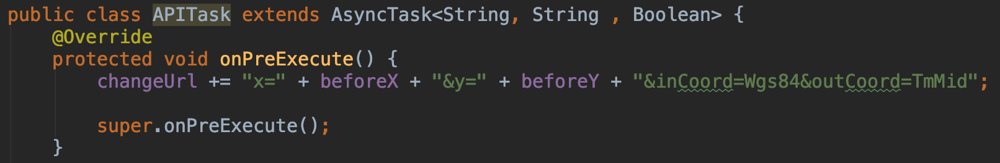 public class APITask extends AsyncTask<String, String , Boolean> {
@Override
protected void onPreExecute() {
changeUrl += "x=" + beforeX + "&y=" + beforeY + "&inCoord=Wgs84&outCoord=TmMid";
super.onPreExecute();
}